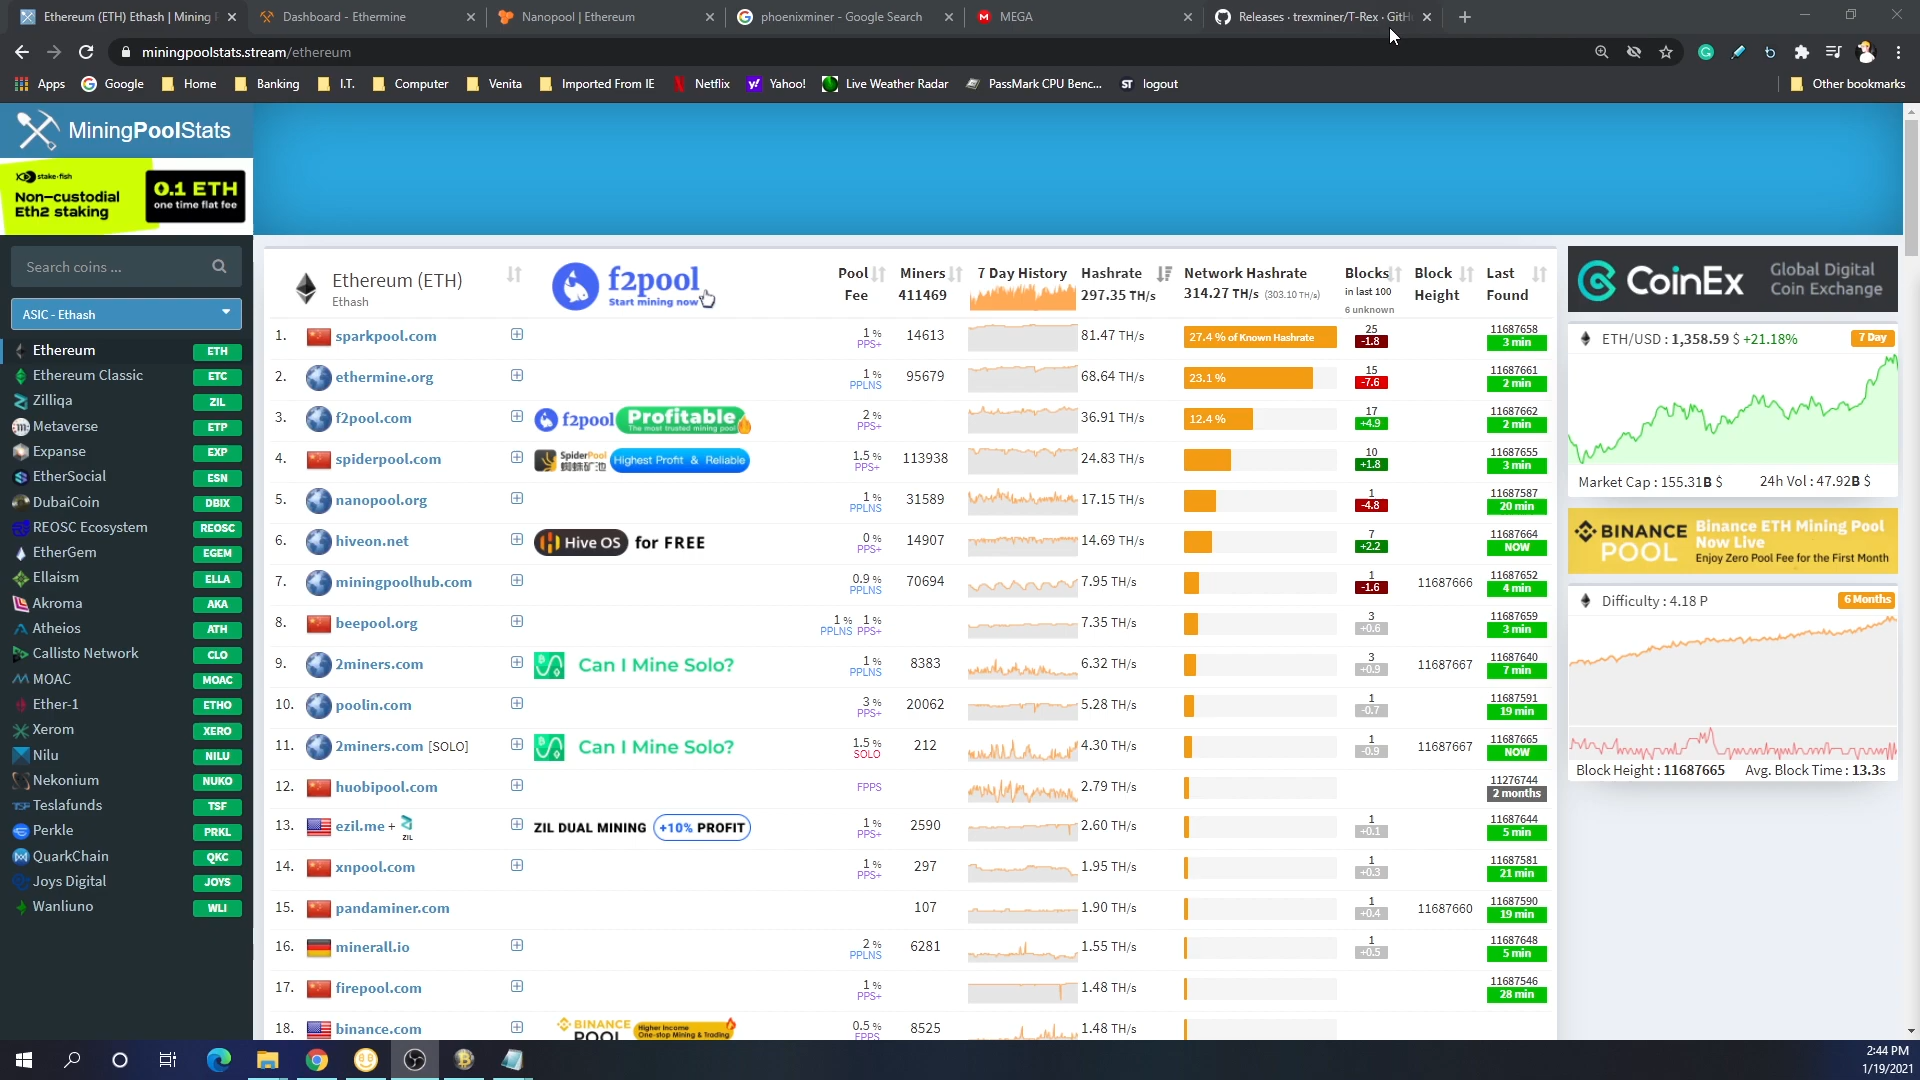 Ethereum (ETH) Ethash | Mining
Dashboard - Ethermine
Nanopool | Ethereum
phoenixminer - Google Search
MEGA
Releases · trexminer/T-Rex · GitH
miningpoolstats.stream/ethereum
Apps Google Home Banking I.T. Computer Venita Imported From IE Netflix Yahoo! Live Weather Radar PassMark CPU Benc... ST logout Other bookmarks
MiningPoolStats
stake·fish
Non-custodial
Eth2 staking
0.1 ETH
one time flat fee
Search coins ...
ASIC - Ethash
Ethereum ETH
Ethereum Classic ETC
Zilliqa ZIL
Metaverse ETP
Expanse EXP
EtherSocial ESN
DubaiCoin DBIX
REOSC Ecosystem REOSC
EtherGem EGEM
Ellaism ELLA
Akroma AKA
Atheios ATH
Callisto Network CLO
MOAC MOAC
Ether-1 ETHO
Xerom XERO
Nilu NILU
Nekonium NUKO
Teslafunds TSF
Perkle PRKL
QuarkChain QKC
Joys Digital JOYS
Wanliuno WLI
Ethereum (ETH)
Ethash
f2pool
Start mining now
Pool Fee
Miners
411469
7 Day History
Hashrate
297.35 TH/s
Network Hashrate
314.27 TH/s (303.10 TH/s)
Blocks
in last 100
6 unknown
Block Height
Last Found
1. sparkpool.com 1 % PPS+ 14613 81.47 TH/s 27.4 % of Known Hashrate 25 -1.8 11687658 3 min
2. ethermine.org 1 % PPLNS 95679 68.64 TH/s 23.1 % 15 -7.6 11687661 2 min
3. f2pool.com f2pool Profitable The most trusted mining pool 2 % PPS+ 36.91 TH/s 12.4 % 17 +4.9 11687662 2 min
4. spiderpool.com SpiderPool 蜘蛛矿池 Highest Profit & Reliable 1.5 % PPS+ 113938 24.83 TH/s 10 +1.8 11687655 3 min
5. nanopool.org 1 % PPLNS 31589 17.15 TH/s 1 -4.8 11687587 20 min
6. hiveon.net Hive OS for FREE 0 % PPS+ 14907 14.69 TH/s 7 +2.2 11687664 NOW
7. miningpoolhub.com 0.9 % PPLNS 70694 7.95 TH/s 1 -1.6 11687666 11687652 4 min
8. beepool.org 1 % 1 % PPLNS PPS+ 7.35 TH/s 3 +0.6 11687659 3 min
9. 2miners.com Can I Mine Solo? 1 % PPLNS 8383 6.32 TH/s 3 +0.9 11687667 11687640 7 min
10. poolin.com 3 % PPS+ 20062 5.28 TH/s 1 -0.7 11687591 19 min
11. 2miners.com [SOLO] Can I Mine Solo? 1.5 % SOLO 212 4.30 TH/s 1 -0.9 11687667 11687665 NOW
12. huobipool.com FPPS 2.79 TH/s 11276744 2 months
13. ezil.me + ZIL ZIL DUAL MINING +10% PROFIT 1 % PPS+ 2590 2.60 TH/s 1 +0.1 11687644 5 min
14. xnpool.com 1 % PPS+ 297 1.95 TH/s 1 +0.3 11687581 21 min
15. pandaminer.com 107 1.90 TH/s 1 +0.4 11687660 11687590 19 min
16. minerall.io 2 % PPLNS 6281 1.55 TH/s 1 +0.5 11687648 5 min
17. firepool.com 1 % PPS+ 1.48 TH/s 11687546 28 min
18. binance.com BINANCE POOL Higher Income One-stop Mining & Trading 0.5 % FPPS 8525 1.48 TH/s
CoinEx Global Digital
Coin Exchange
ETH/USD : 1,358.59 $ +21.18% 7 Day
Market Cap : 155.31B $ 24h Vol : 47.92B $
BINANCE POOL
Binance ETH Mining Pool
Now Live
Enjoy Zero Pool Fee for the First Month
Difficulty : 4.18 P 6 Months
Block Height : 11687665 Avg. Block Time : 13.3s
2:44 PM
1/19/2021